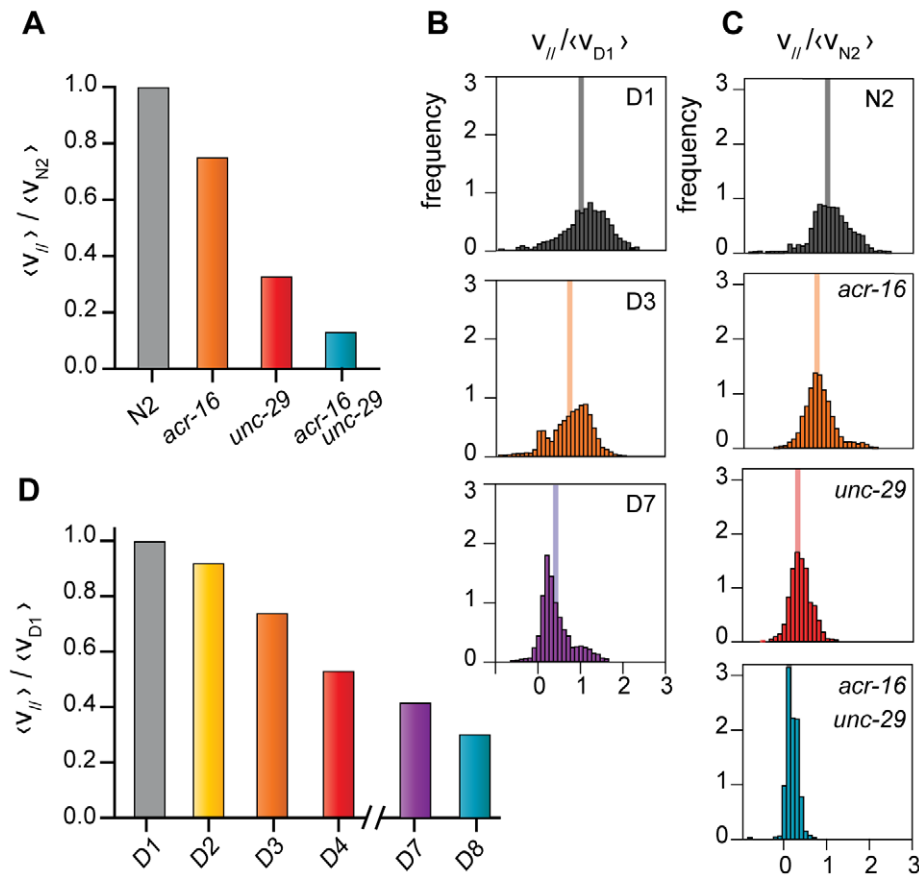 A
⟨v//⟩ / ⟨vN2⟩
1.0
0.8
0.6
0.4
0.2
0.0
N2
acr-16
unc-29
acr-16
unc-29
B
v// /⟨vD1⟩
frequency
3
2
1
0
D1
3
2
1
0
D3
3
2
1
0
D7
0 1 2 3
C
v// /⟨vN2⟩
3
2
1
0
N2
3
2
1
0
acr-16
3
2
1
0
unc-29
3
2
1
0
acr-16
unc-29
0 1 2 3
D
⟨v//⟩ / ⟨vD1⟩
1.0
0.8
0.6
0.4
0.2
0.0
D1
D2
D3
D4
D7
D8